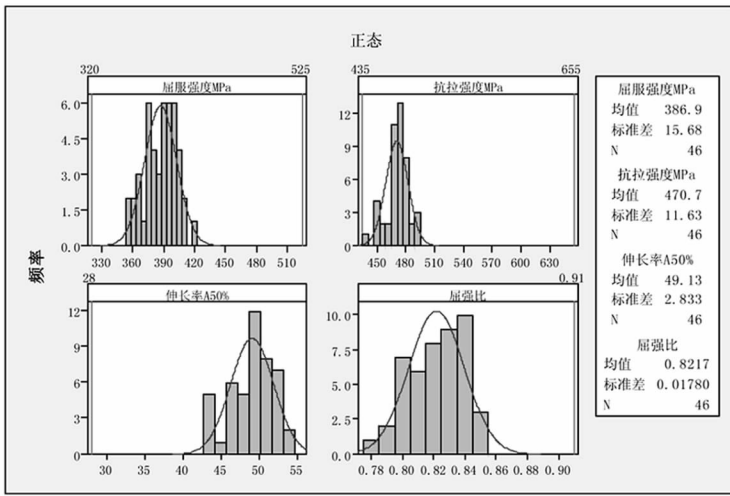 正态
320 525
屈服强度MPa
6.0
4.5
3.0
1.5
0.0
330 360 390 420 450 480 510
435 655
抗拉强度MPa
12
9
6
3
0
450 480 510 540 570 600 630
频率
28
伸长率A50%
12
9
6
3
0
30 35 40 45 50 55
0.91
屈强比
10.0
7.5
5.0
2.5
0.0
0.78 0.80 0.82 0.84 0.86 0.88 0.90
屈服强度MPa
均值 386.9
标准差 15.68
N 46
抗拉强度MPa
均值 470.7
标准差 11.63
N 46
伸长率A50%
均值 49.13
标准差 2.833
N 46
屈强比
均值 0.8217
标准差 0.01780
N 46